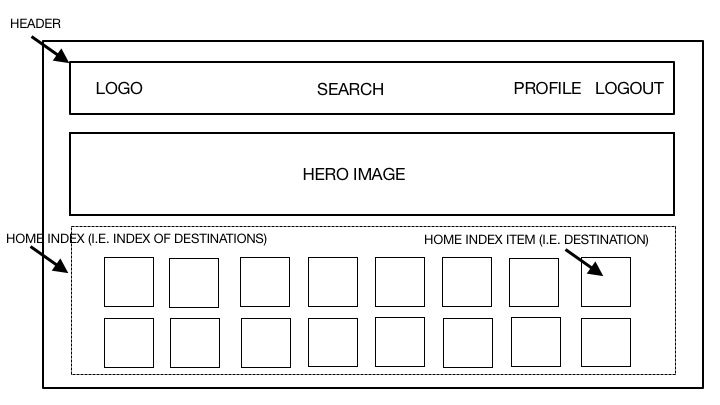 HEADER
LOGO SEARCH PROFILE LOGOUT
HERO IMAGE
HOME INDEX (I.E. INDEX OF DESTINATIONS)
HOME INDEX ITEM (I.E. DESTINATION)